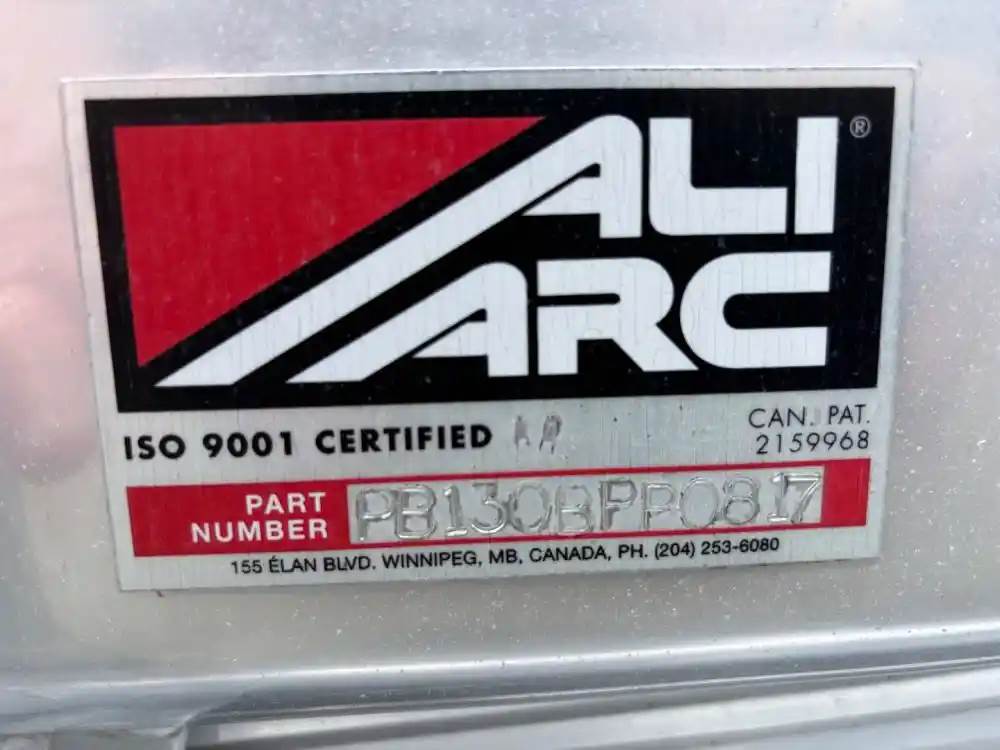 ALI®
ARC
ISO 9001 CERTIFIED
CAN. PAT.
2159968
PART
NUMBER
PB130BPP0817
155 ÉLAN BLVD. WINNIPEG, MB, CANADA, PH. (204) 253-6080